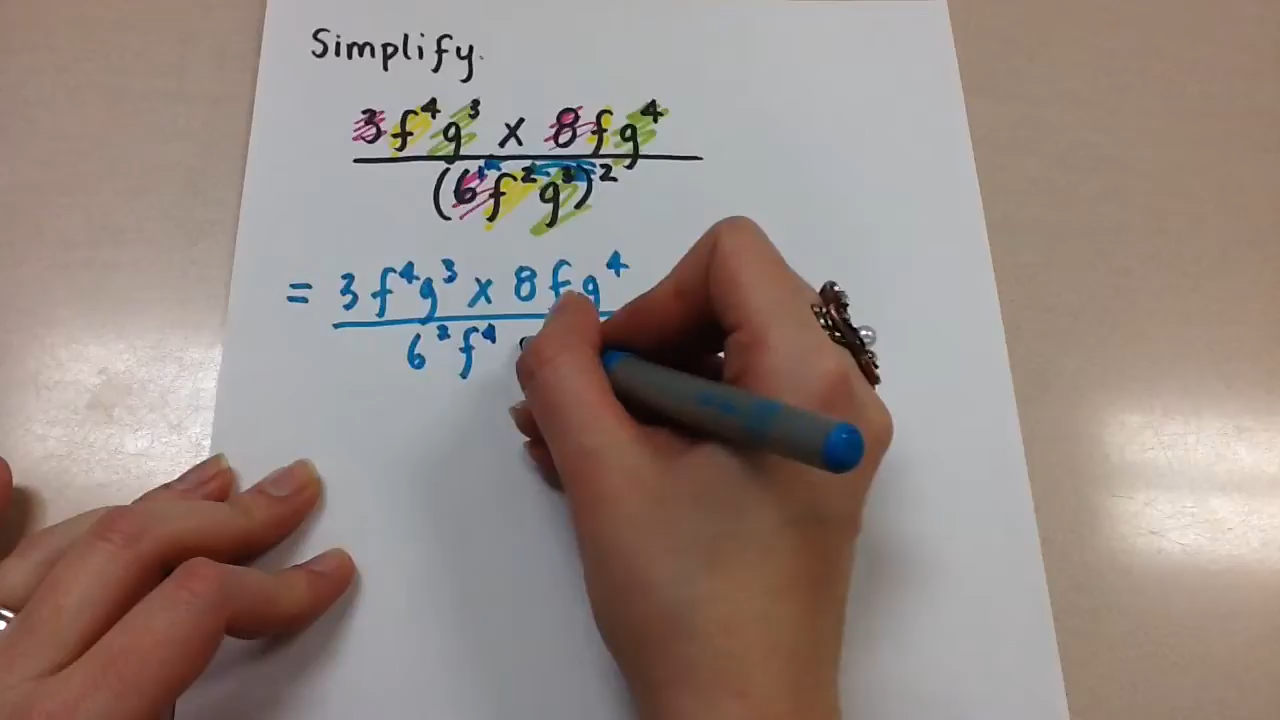 Simplify.
3f⁴g³ x 8fg⁴
(6¹f²g³)²
= 3f⁴g³ x 8fg⁴
6²f⁴